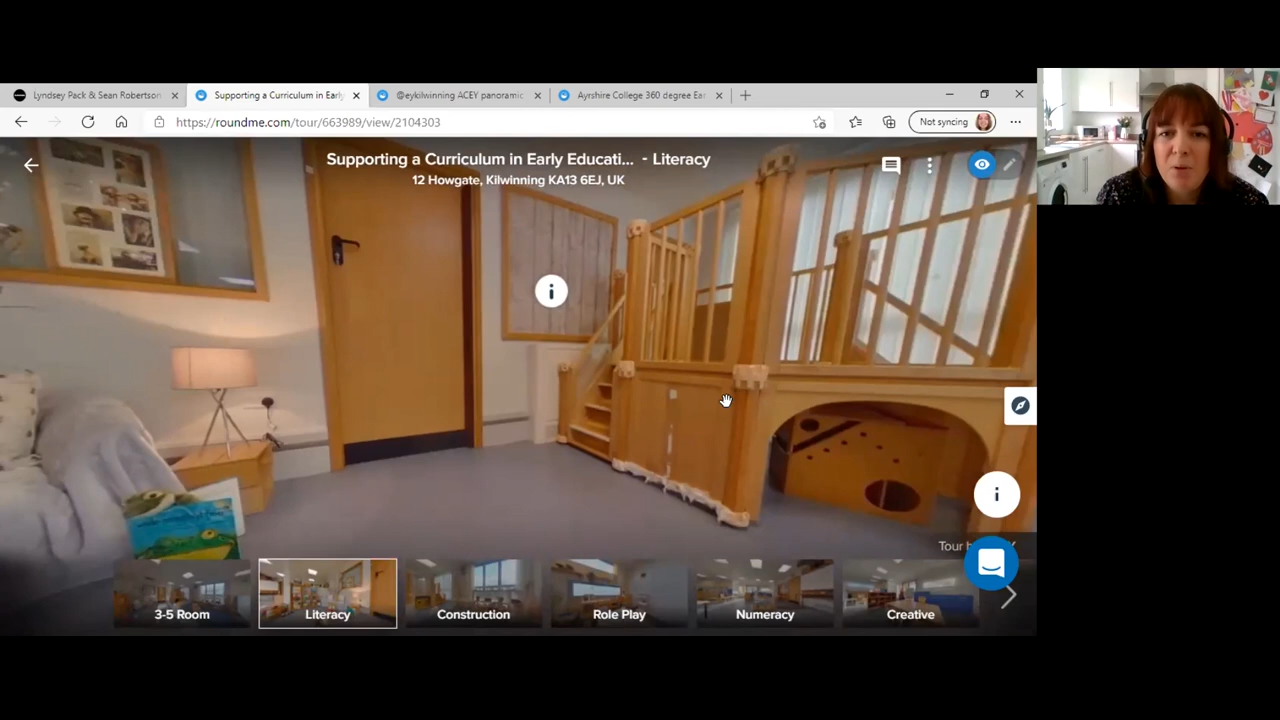 Lyndsey Pack & Sean Robertson
Supporting a Curriculum in Early
@eykilwinning ACEY panoramic
Ayrshire College 360 degree Ear
https://roundme.com/tour/663989/view/2104303
Not syncing
Supporting a Curriculum in Early Educati... - Literacy
12 Howgate, Kilwinning KA13 6EJ, UK
i
i
Tour
3-5 Room
Literacy
Construction
Role Play
Numeracy
Creative